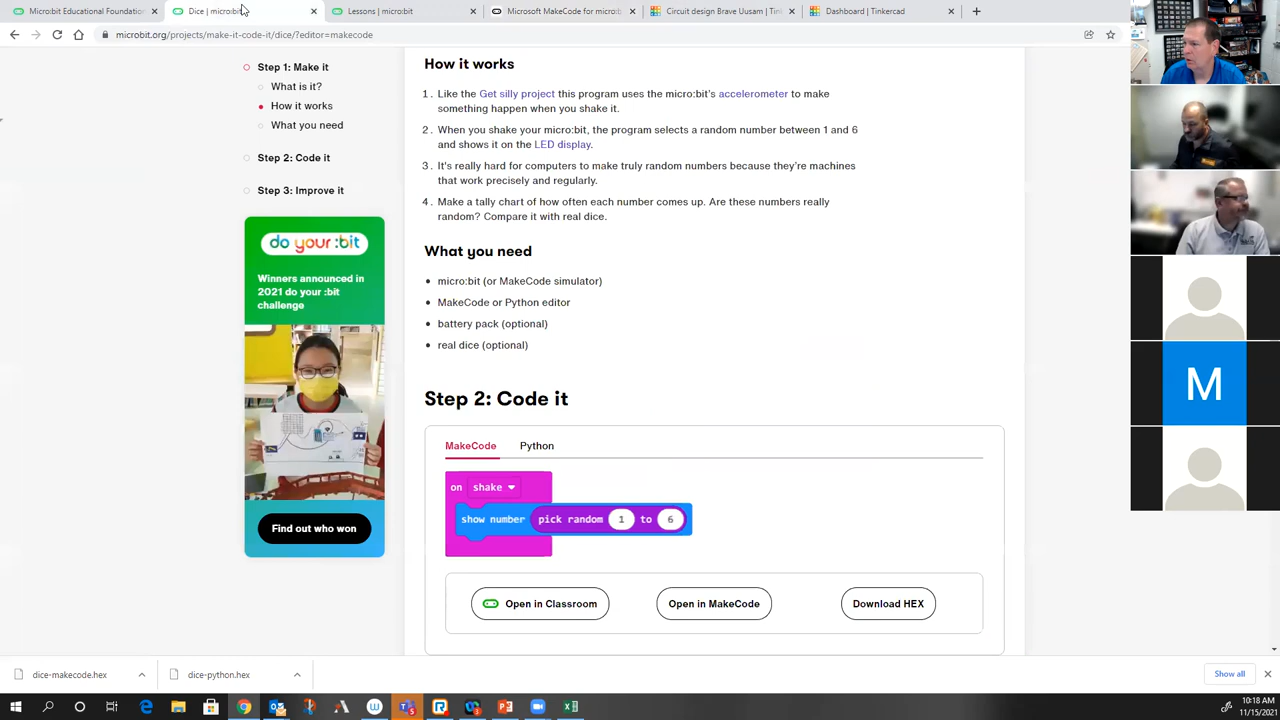 Microbit Educational Foundation
Dice | micro:bit
Lessons | microbit
Microsoft MakeCode for micro:b
Circuit design Brave Uusam | Tin
Dashboard | Tinkercad
microbit.org/projects/make-it-code-it/dice/?editor=makecode
Step 1: Make it
What is it?
How it works
What you need
Step 2: Code it
Step 3: Improve it
do your :bit
Winners announced in
2021 do your :bit
challenge
Find out who won
How it works
1. Like the Get silly project this program uses the micro:bit's accelerometer to make
something happen when you shake it.
2. When you shake your micro:bit, the program selects a random number between 1 and 6
and shows it on the LED display.
3. It's really hard for computers to make truly random numbers because they're machines
that work precisely and regularly.
4. Make a tally chart of how often each number comes up. Are these numbers really
random? Compare it with real dice.
What you need
micro:bit (or MakeCode simulator)
MakeCode or Python editor
battery pack (optional)
real dice (optional)
Step 2: Code it
MakeCode Python
on shake
show number pick random 1 to 6
Open in Classroom
Open in MakeCode
Download HEX
M
dice-makecode.hex
dice-python.hex
Show all
10:18 AM
11/15/2021